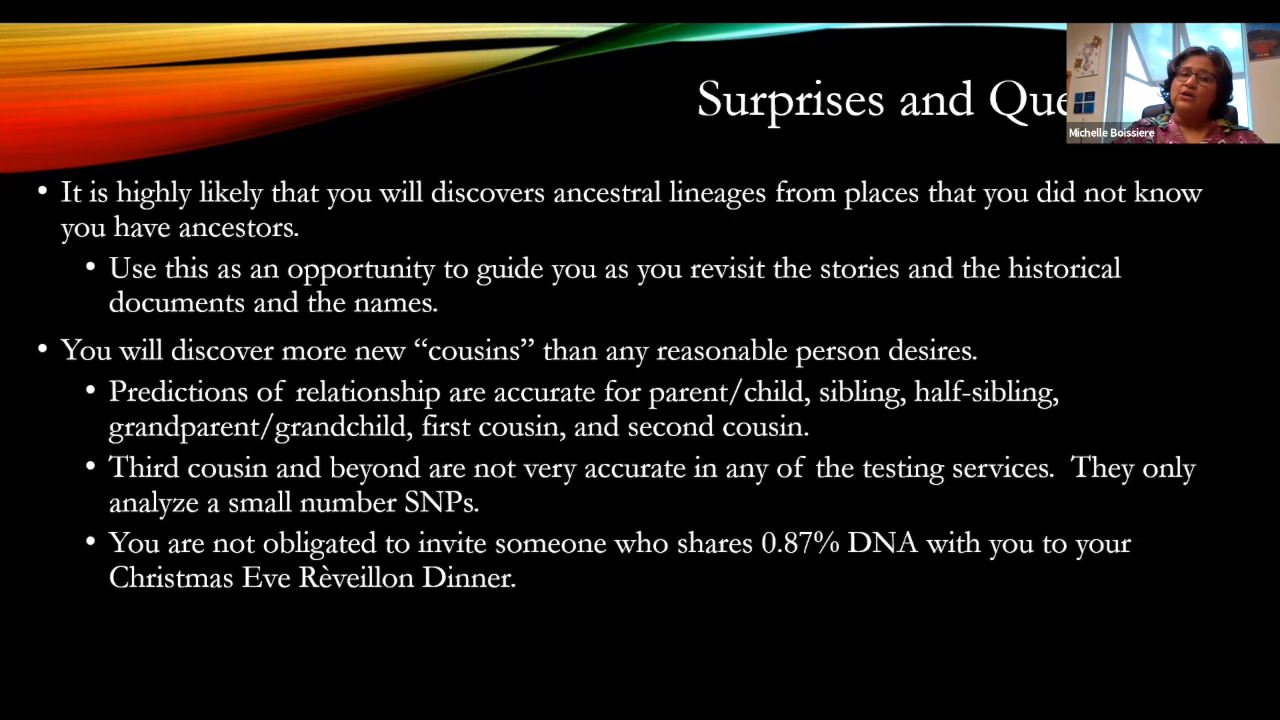 Surprises and Que
Michelle Boissiere
• It is highly likely that you will discovers ancestral lineages from places that you did not know
you have ancestors.
• Use this as an opportunity to guide you as you revisit the stories and the historical
documents and the names.
• You will discover more new “cousins” than any reasonable person desires.
• Predictions of relationship are accurate for parent/child, sibling, half-sibling,
grandparent/grandchild, first cousin, and second cousin.
• Third cousin and beyond are not very accurate in any of the testing services. They only
analyze a small number SNPs.
• You are not obligated to invite someone who shares 0.87% DNA with you to your
Christmas Eve Rèveillon Dinner.